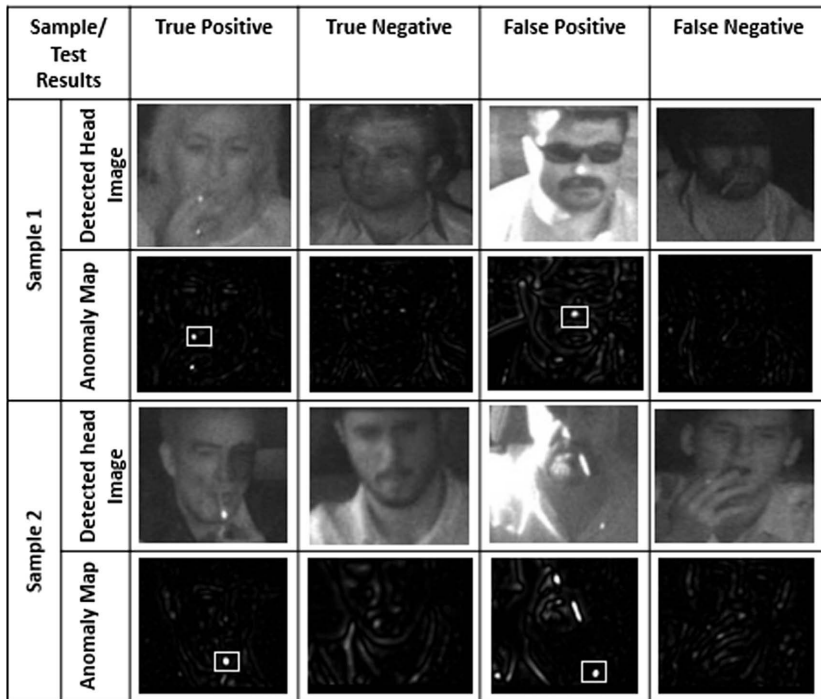 Sample/ True Positive True Negative False Positive False Negative
Test
Results
Sample 1
Detected Head
Image
Anomaly Map
Sample 2
Detected head
Image
Anomaly Map